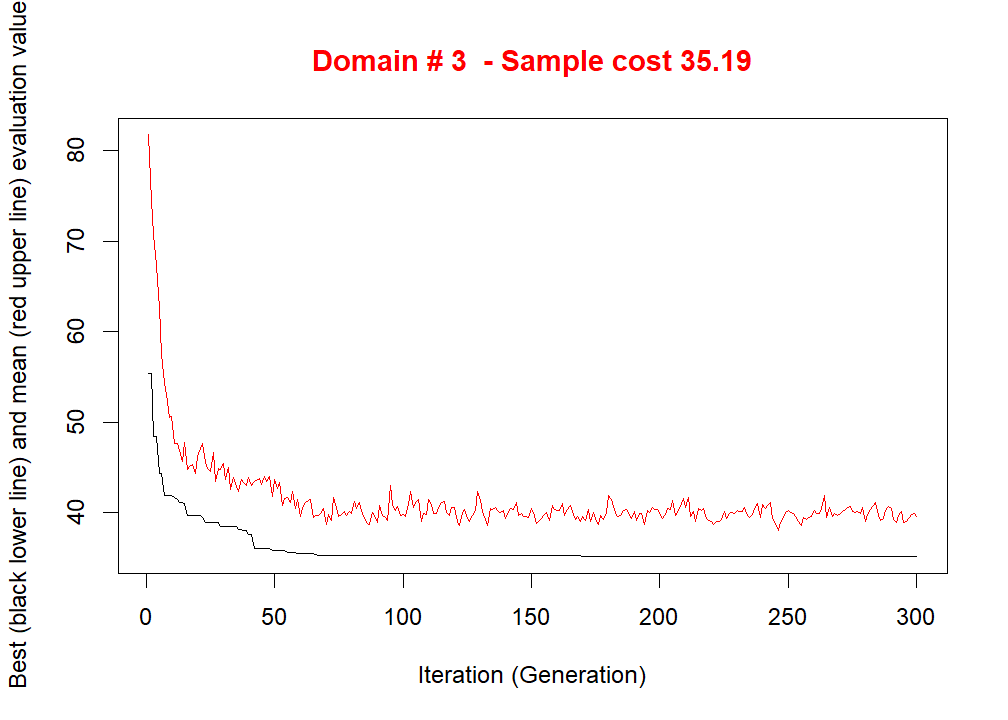 Domain # 3  - Sample cost 35.19
Best (black lower line) and mean (red upper line) evaluation value
80
70
60
50
40
0 50 100 150 200 250 300
Iteration (Generation)